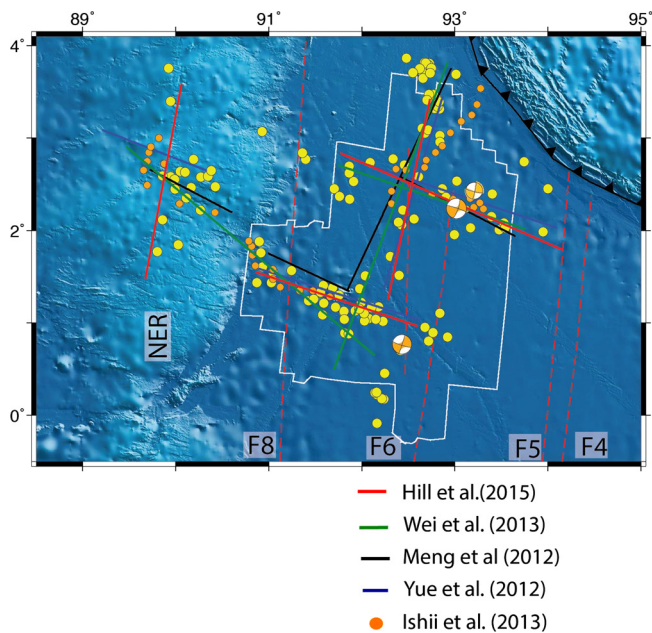 89° 91° 93° 95°
4°
2°
0°
NER
F8 F6 F5 F4
Hill et al.(2015)
Wei et al. (2013)
Meng et al (2012)
Yue et al. (2012)
Ishii et al. (2013)